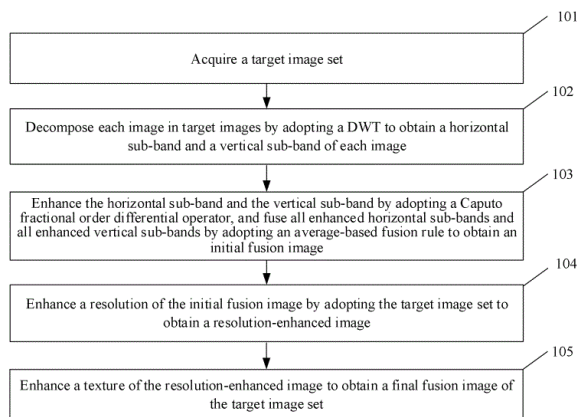 101
Acquire a target image set
102
Decompose each image in target images by adopting a DWT to obtain a horizontal
sub-band and a vertical sub-band of each image
103
Enhance the horizontal sub-band and the vertical sub-band by adopting a Caputo
fractional order differential operator, and fuse all enhanced horizontal sub-bands and
all enhanced vertical sub-bands by adopting an average-based fusion rule to obtain an
initial fusion image
104
Enhance a resolution of the initial fusion image by adopting the target image set to
obtain a resolution-enhanced image
105
Enhance a texture of the resolution-enhanced image to obtain a final fusion image of
the target image set